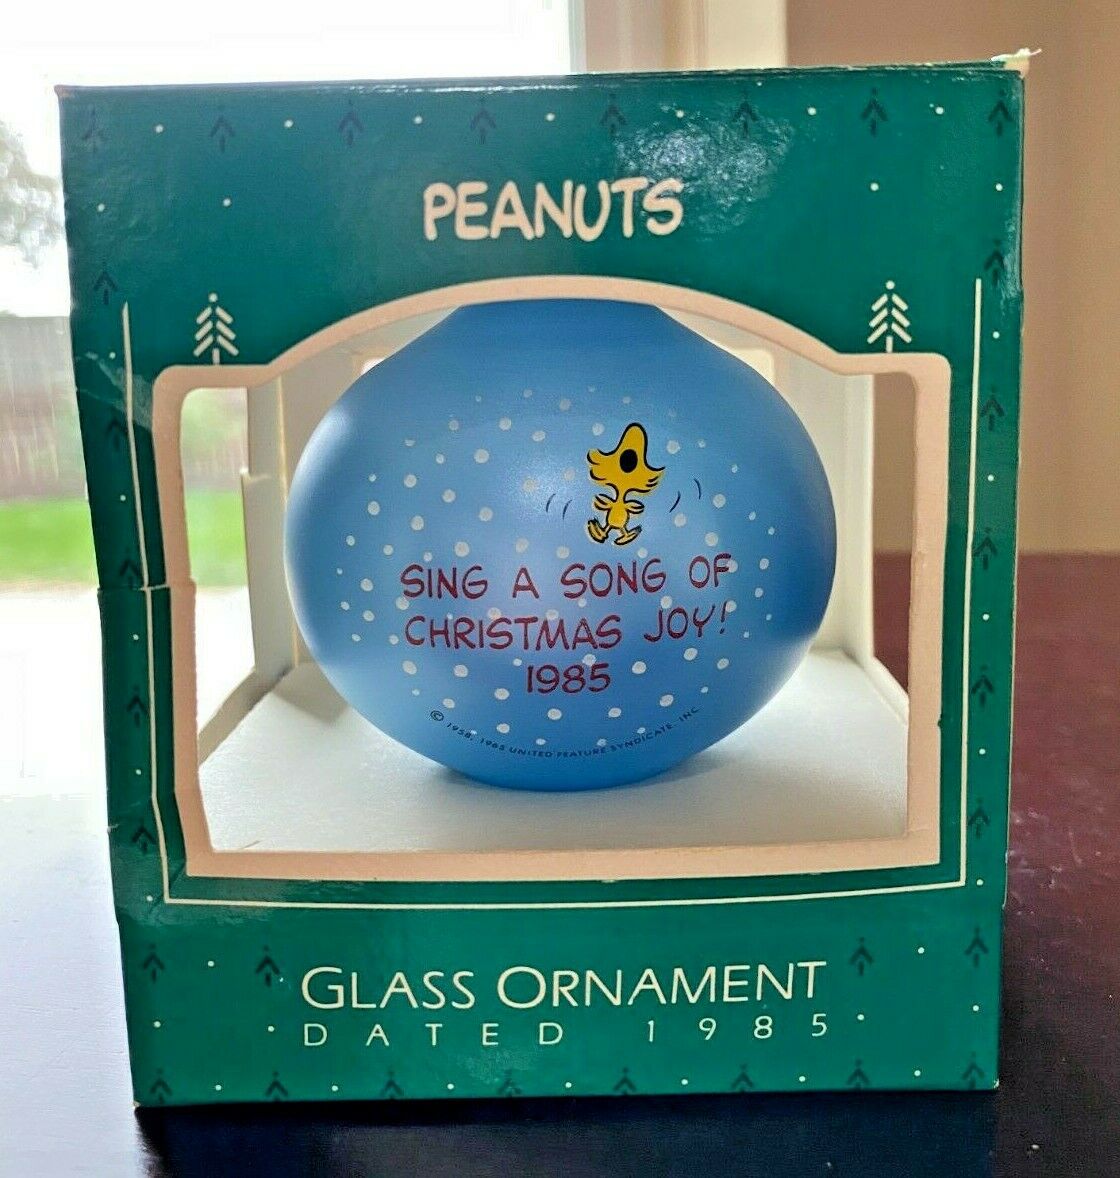 PEANUTS
SING A SONG OF
CHRISTMAS JOY!
1985
© 1958, 1965 UNITED FEATURE SYNDICATE, INC.
GLASS ORNAMENT
DATED 1985